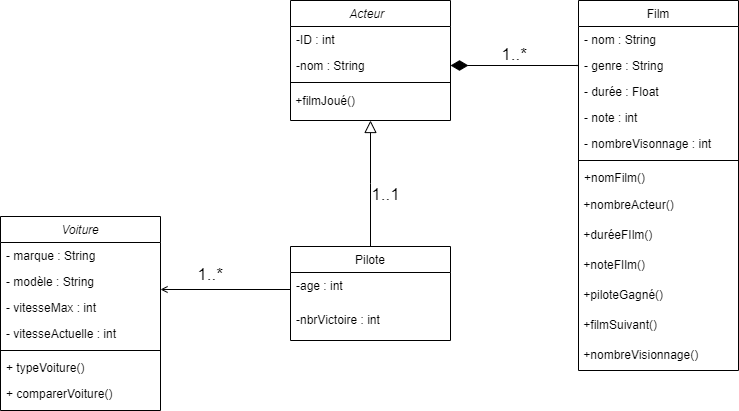 Acteur
-ID : int
-nom : String
+filmJoué()
1..*
Film
- nom : String
- genre : String
- durée : Float
- note : int
- nombreVisonnage : int
+nomFilm()
+nombreActeur()
+duréeFIlm()
+noteFIlm()
+piloteGagné()
+filmSuivant()
+nombreVisionnage()
1..1
Voiture
- marque : String
- modèle : String
- vitesseMax : int
- vitesseActuelle : int
+ typeVoiture()
+ comparerVoiture()
1..*
Pilote
-age : int
-nbrVictoire : int